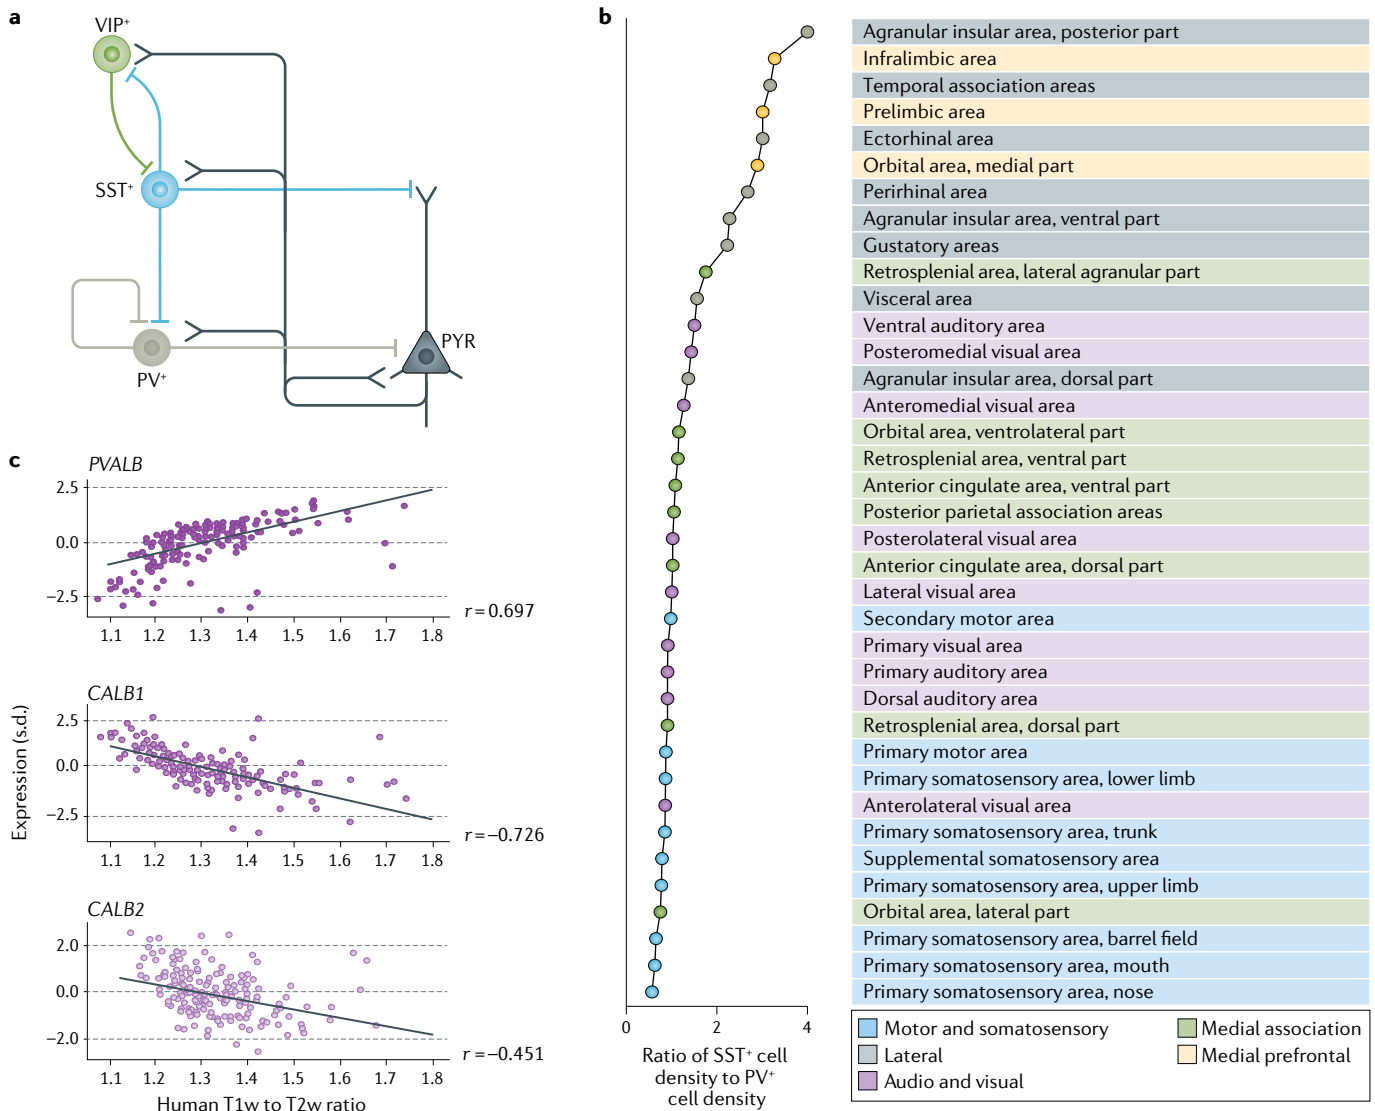 a
VIP⁺
SST⁺
PV⁺
PYR
b
Agranular insular area, posterior part
Infralimbic area
Temporal association areas
Prelimbic area
Ectorhinal area
Orbital area, medial part
Perirhinal area
Agranular insular area, ventral part
Gustatory areas
Retrosplenial area, lateral agranular part
Visceral area
Ventral auditory area
Posteromedial visual area
Agranular insular area, dorsal part
Anteromedial visual area
Orbital area, ventrolateral part
Retrosplenial area, ventral part
Anterior cingulate area, ventral part
Posterior parietal association areas
Posterolateral visual area
Anterior cingulate area, dorsal part
Lateral visual area
Secondary motor area
Primary visual area
Primary auditory area
Dorsal auditory area
Retrosplenial area, dorsal part
Primary motor area
Primary somatosensory area, lower limb
Anterolateral visual area
Primary somatosensory area, trunk
Supplemental somatosensory area
Primary somatosensory area, upper limb
Orbital area, lateral part
Primary somatosensory area, barrel field
Primary somatosensory area, mouth
Primary somatosensory area, nose
0 2 4
Ratio of SST⁺ cell
density to PV⁺
cell density
Motor and somatosensory
Lateral
Audio and visual
Medial association
Medial prefrontal
c
PVALB
2.5
0.0
−2.5
r = 0.697
1.1 1.2 1.3 1.4 1.5 1.6 1.7 1.8
CALB1
2.5
0.0
−2.5
r = −0.726
1.1 1.2 1.3 1.4 1.5 1.6 1.7 1.8
CALB2
2.0
0.0
−2.0
r = −0.451
1.1 1.2 1.3 1.4 1.5 1.6 1.7 1.8
Expression (s.d.)
Human T1w to T2w ratio